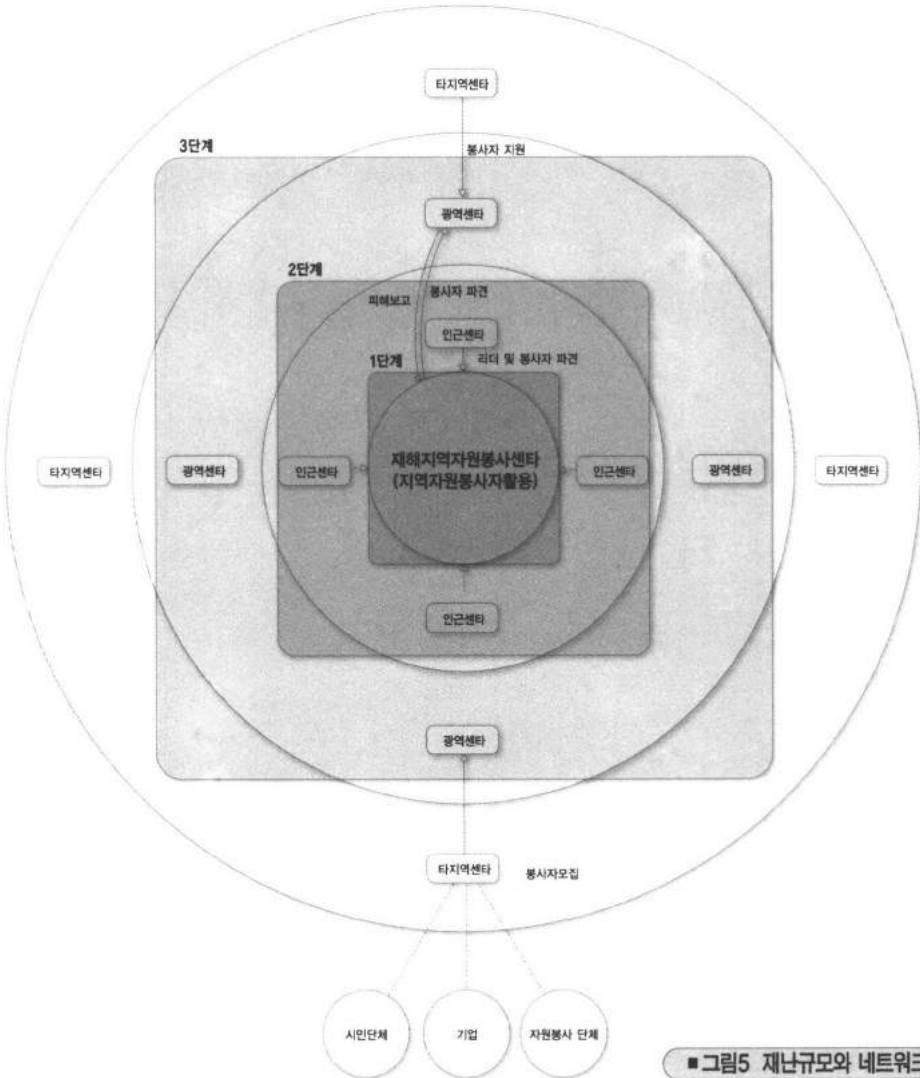 타지역센타
3단계
봉사자 지원
광역센타
2단계
봉사자 파견
피해보고
인근센타
1단계
리더 및 봉사자 파견
재해지역자원봉사센타
(지역자원봉사자활용)
타지역센타
광역센타
인근센타
인근센타
광역센타
타지역센타
인근센타
광역센타
타지역센타
봉사자모집
시민단체
기업
자원봉사 단체
■그림5 재난규모와 네트워크